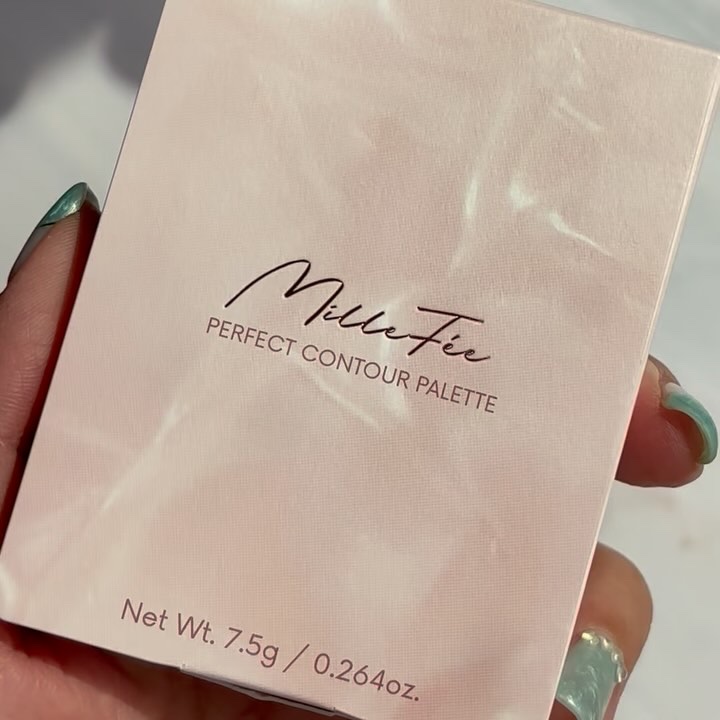 MilleFée
PERFECT CONTOUR PALETTE
Net Wt. 7.5g / 0.264oz.